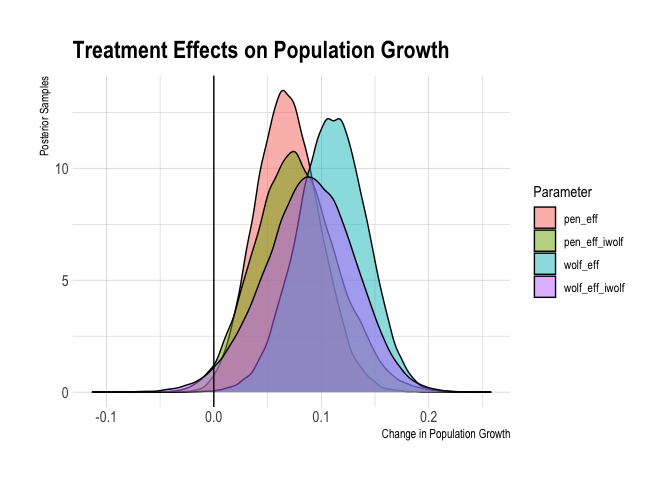 Treatment Effects on Population Growth
Posterior Samples
10
5
0
-0.1 0.0 0.1 0.2
Change in Population Growth
Parameter
pen_eff
pen_eff_iwolf
wolf_eff
wolf_eff_iwolf